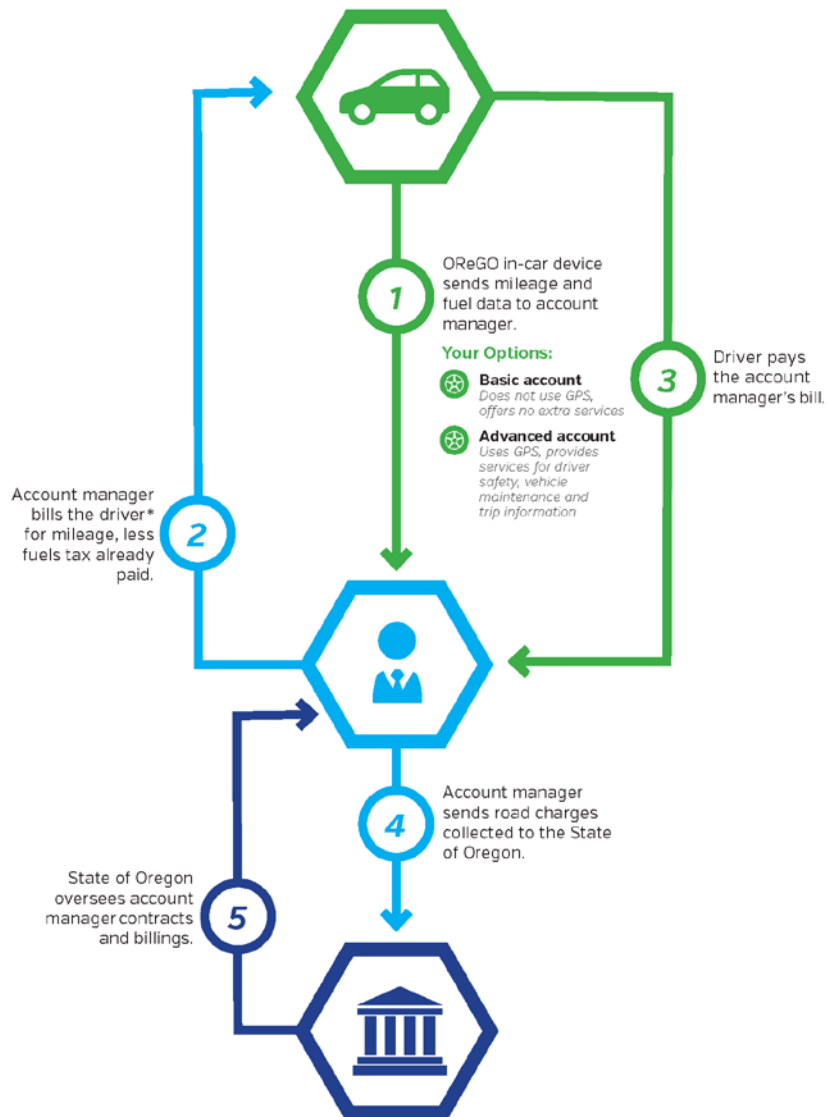 1
OReGO in-car device
sends mileage and
fuel data to account
manager.
Your Options:
Basic account
Does not use GPS,
offers no extra services
Advanced account
Uses GPS, provides
services for driver
safety, vehicle
maintenance and
trip information
3
Driver pays
the account
manager's bill.
Account manager
bills the driver*
for mileage, less
fuels tax already
paid.
2
4
Account manager
sends road charges
collected to the State
of Oregon.
State of Oregon
oversees account
manager contracts
and billings.
5